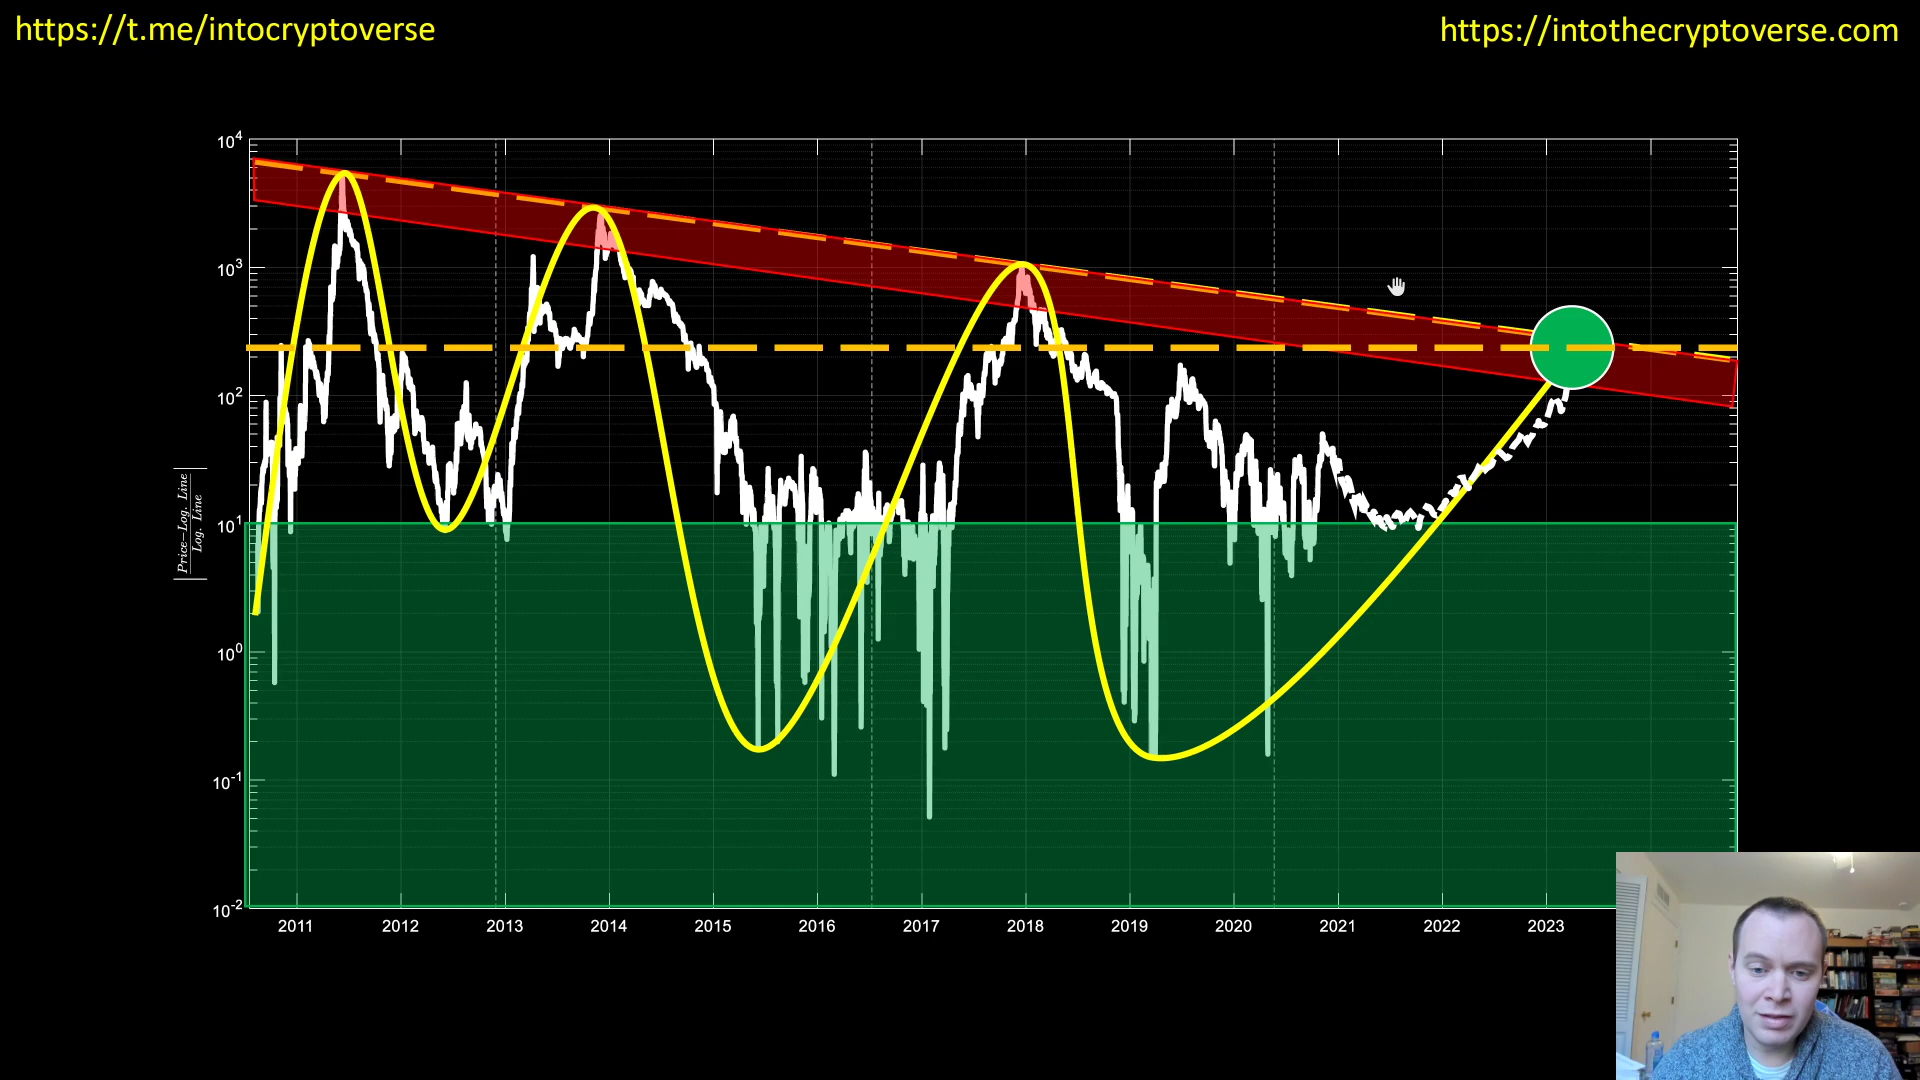 https://t.me/intocryptoverse
https://intothecryptoverse.com
10^4
10^3
10^2
10^1
10^0
10^-1
10^-2
|Price−Log. Line
Log. Line|
2011 2012 2013 2014 2015 2016 2017 2018 2019 2020 2021 2022 2023